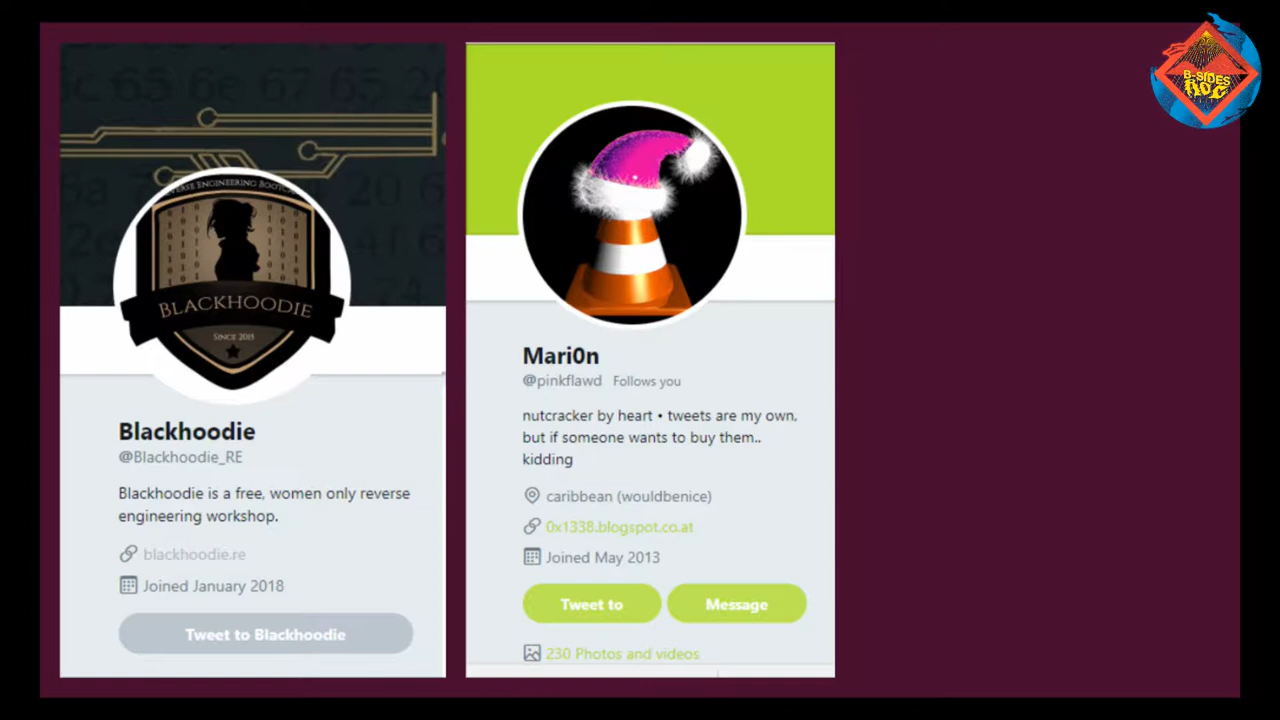 B-SIDES
ROC
BLACKHOODIE
SINCE 2015
Blackhoodie
@Blackhoodie_RE
Blackhoodie is a free, women only reverse
engineering workshop.
blackhoodie.re
Joined January 2018
Tweet to Blackhoodie
Mari0n
@pinkflawd Follows you
nutcracker by heart • tweets are my own,
but if someone wants to buy them..
kidding
caribbean (wouldbenice)
0x1338.blogspot.co.at
Joined May 2013
Tweet to
Message
230 Photos and videos